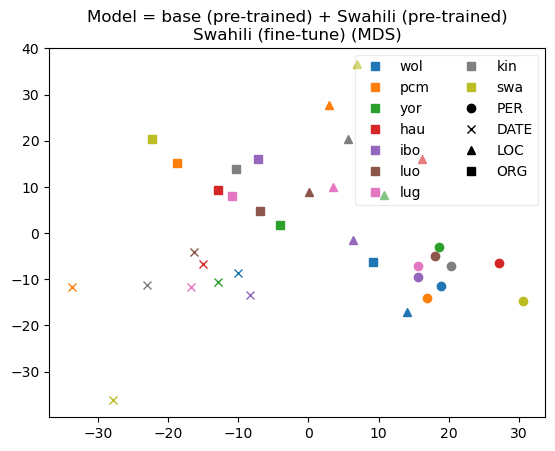 Model = base (pre-trained) + Swahili (pre-trained)
Swahili (fine-tune) (MDS)
40
30
20
10
0
−10
−20
−30
−30
−20
−10
0
10
20
30
wol
pcm
yor
hau
ibo
luo
lug
kin
swa
PER
DATE
LOC
ORG